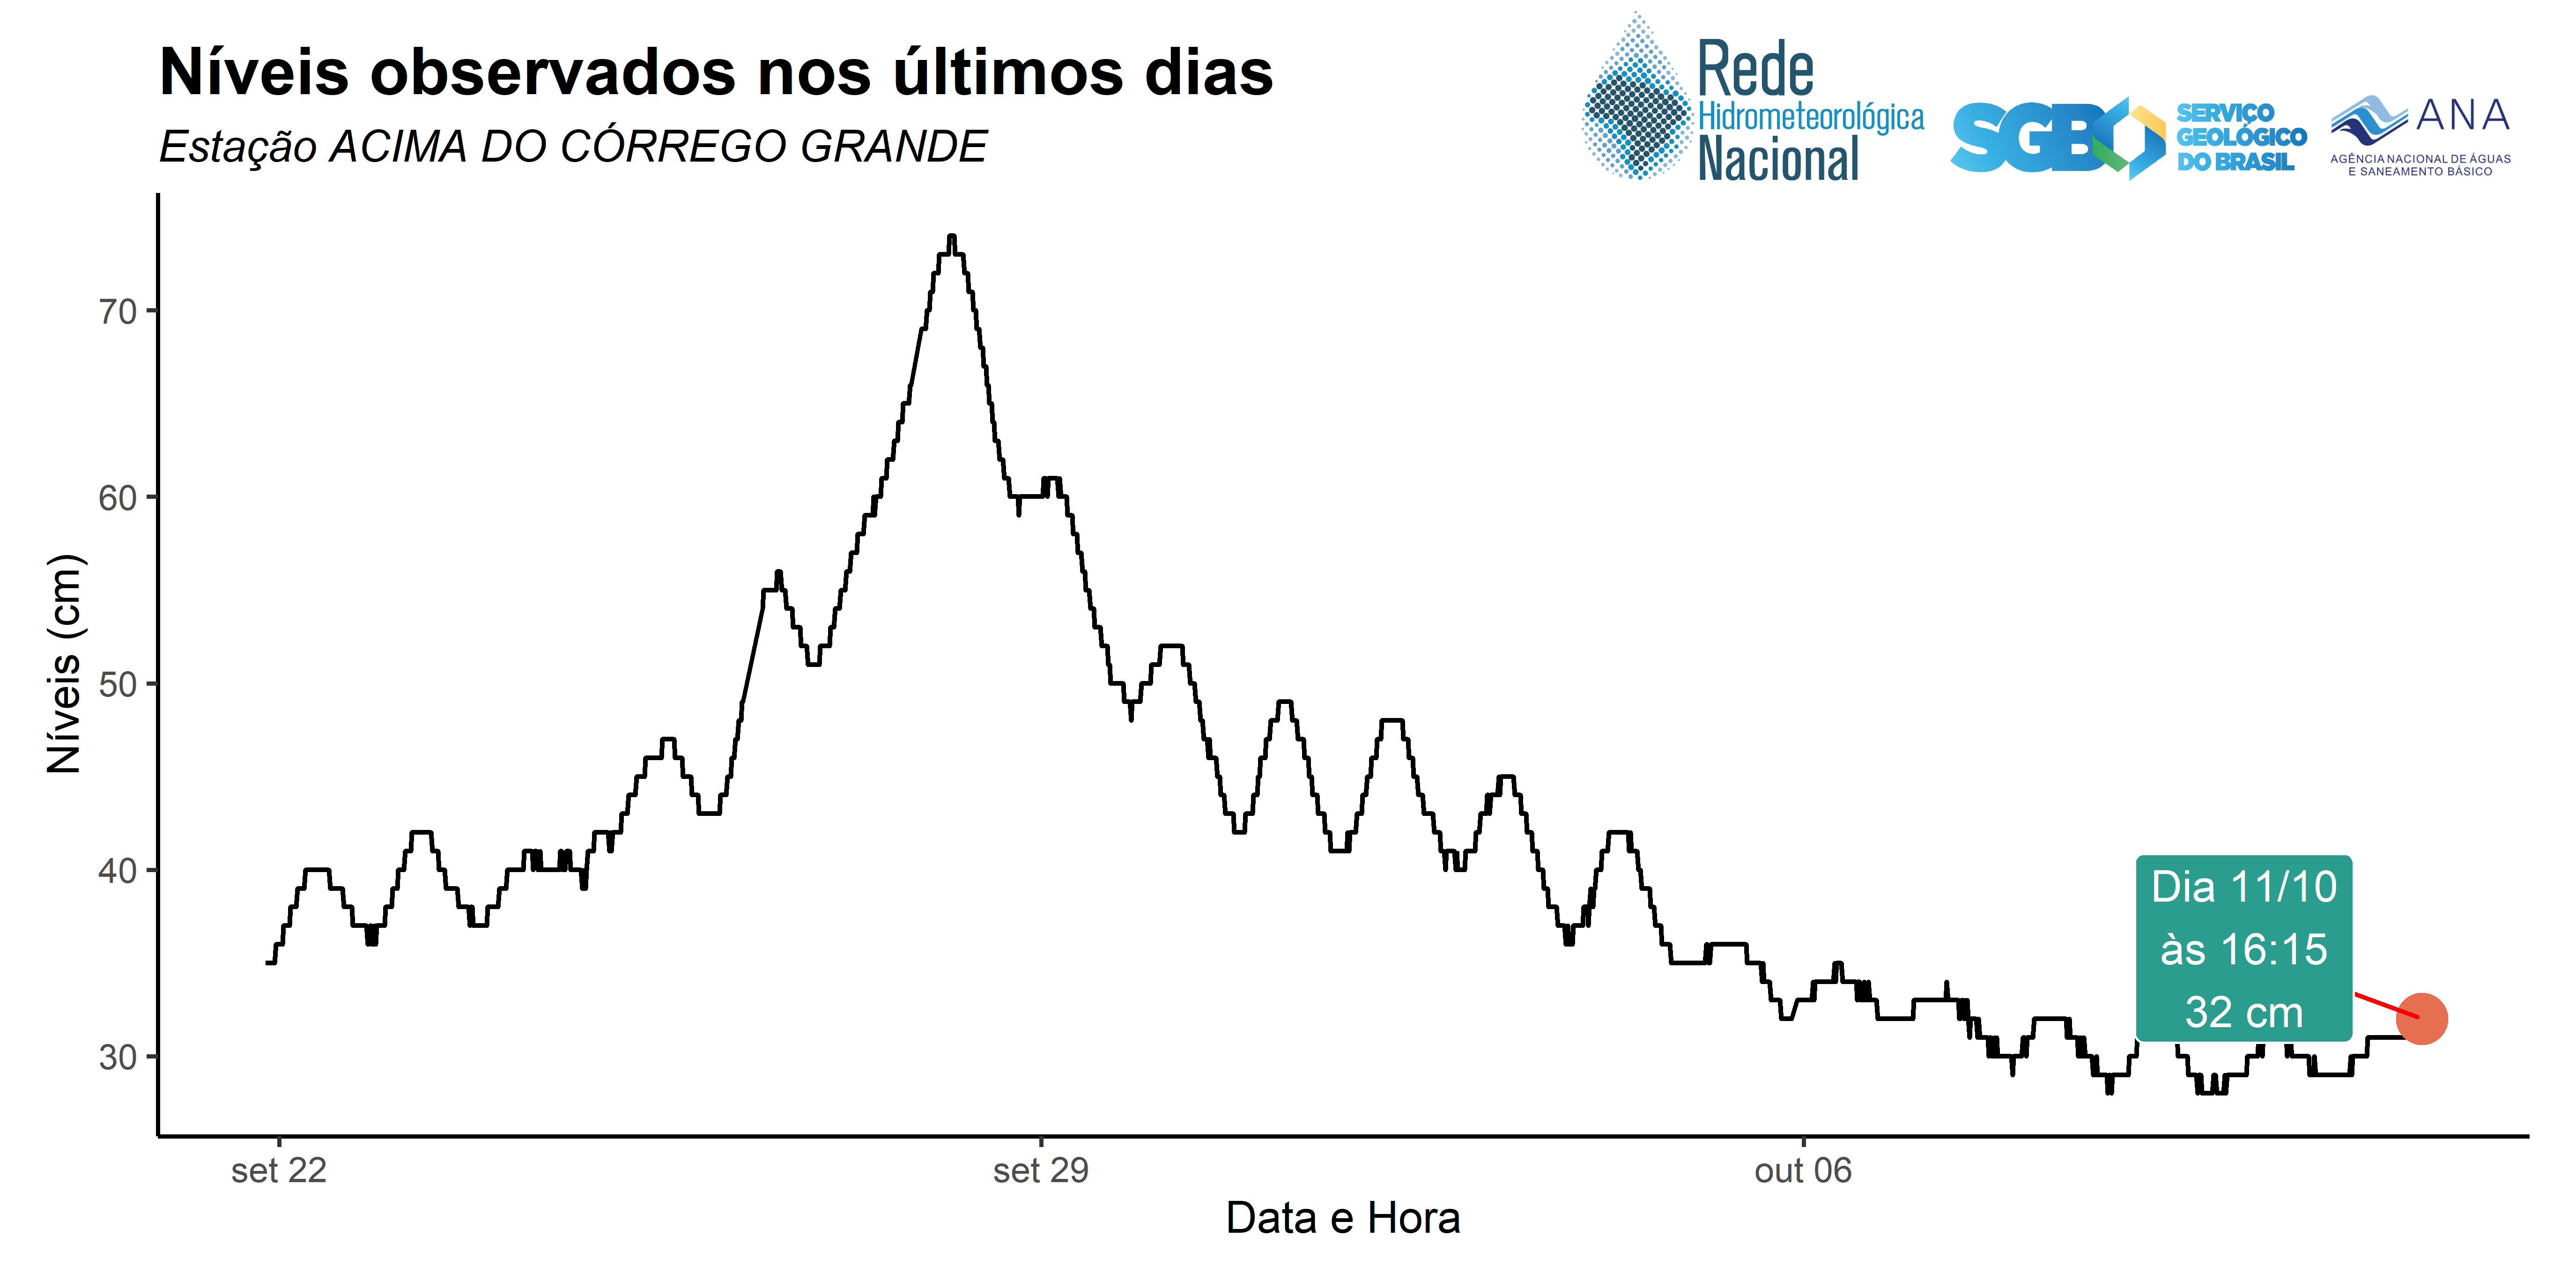 Níveis observados nos últimos dias
Estação ACIMA DO CÓRREGO GRANDE
Rede
Hidrometeorológica
Nacional
SGB
SERVIÇO
GEOLÓGICO
DO BRASIL
ANA
AGÊNCIA NACIONAL DE ÁGUAS
E SANEAMENTO BÁSICO
Níveis (cm)
70
60
50
40
30
Dia 11/10
às 16:15
32 cm
set 22
set 29
out 06
Data e Hora